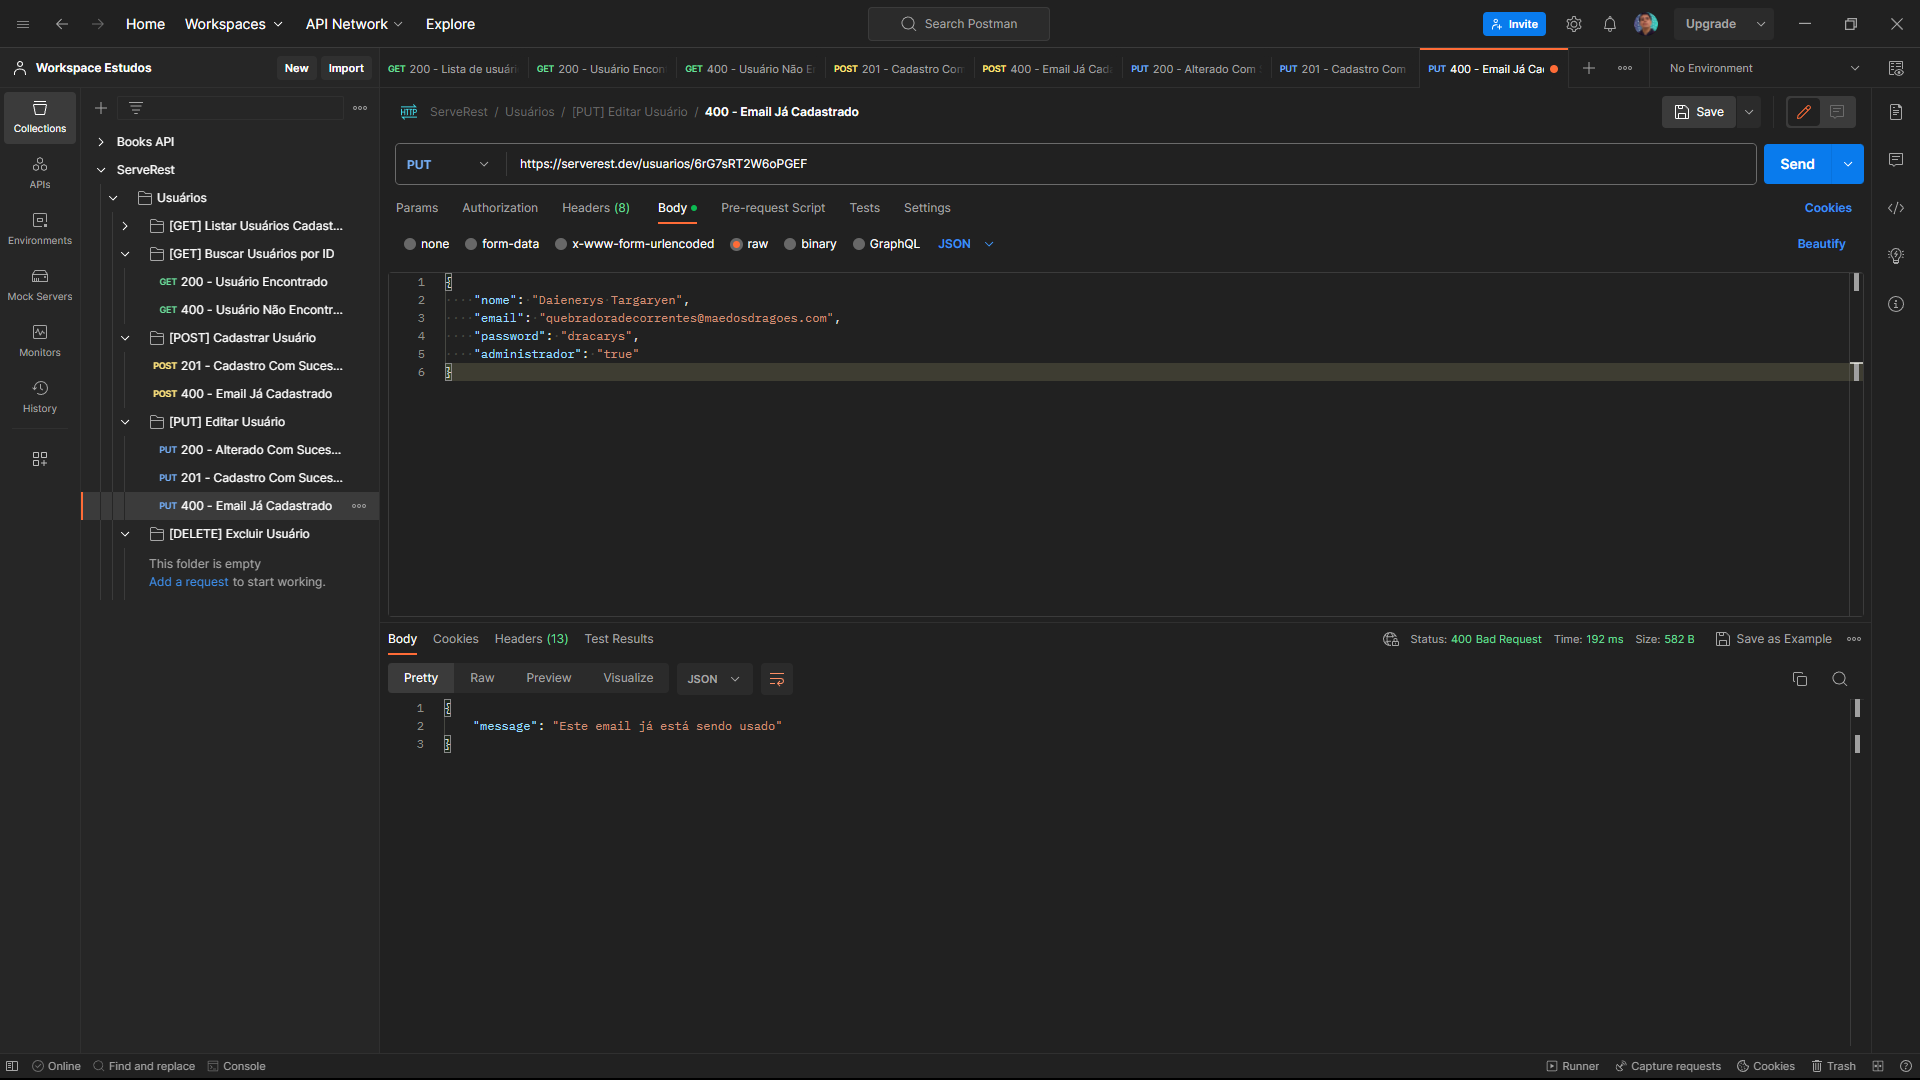 Home
Workspaces
API Network
Explore
Search Postman
Invite
Upgrade
Workspace Estudos
New
Import
GET 200 - Lista de usuári
GET 200 - Usuário Encon
GET 400 - Usuário Não E
POST 201 - Cadastro Com
POST 400 - Email Já Cada
PUT 200 - Alterado Com
PUT 201 - Cadastro Com
PUT 400 - Email Já Ca
No Environment
Collections
APIs
Environments
Mock Servers
Monitors
History
Books API
ServeRest
Usuários
[GET] Listar Usuários Cadast...
[GET] Buscar Usuários por ID
GET 200 - Usuário Encontrado
GET 400 - Usuário Não Encontr...
[POST] Cadastrar Usuário
POST 201 - Cadastro Com Suces...
POST 400 - Email Já Cadastrado
[PUT] Editar Usuário
PUT 200 - Alterado Com Suces...
PUT 201 - Cadastro Com Suces...
PUT 400 - Email Já Cadastrado
[DELETE] Excluir Usuário
This folder is empty
Add a request to start working.
HTTP ServeRest / Usuários / [PUT] Editar Usuário / 400 - Email Já Cadastrado
Save
PUT
https://serverest.dev/usuarios/6rG7sRT2W6oPGEF
Send
Params
Authorization
Headers (8)
Body
Pre-request Script
Tests
Settings
Cookies
none
form-data
x-www-form-urlencoded
raw
binary
GraphQL
JSON
Beautify
1 {
2 "nome": "Daienerys Targaryen",
3 "email": "quebradoradecorrentes@maedosdragoes.com",
4 "password": "dracarys",
5 "administrador": "true"
6 }
Body
Cookies
Headers (13)
Test Results
Status: 400 Bad Request
Time: 192 ms
Size: 582 B
Save as Example
Pretty
Raw
Preview
Visualize
JSON
1 {
2 "message": "Este email já está sendo usado"
3 }
Online
Find and replace
Console
Runner
Capture requests
Cookies
Trash